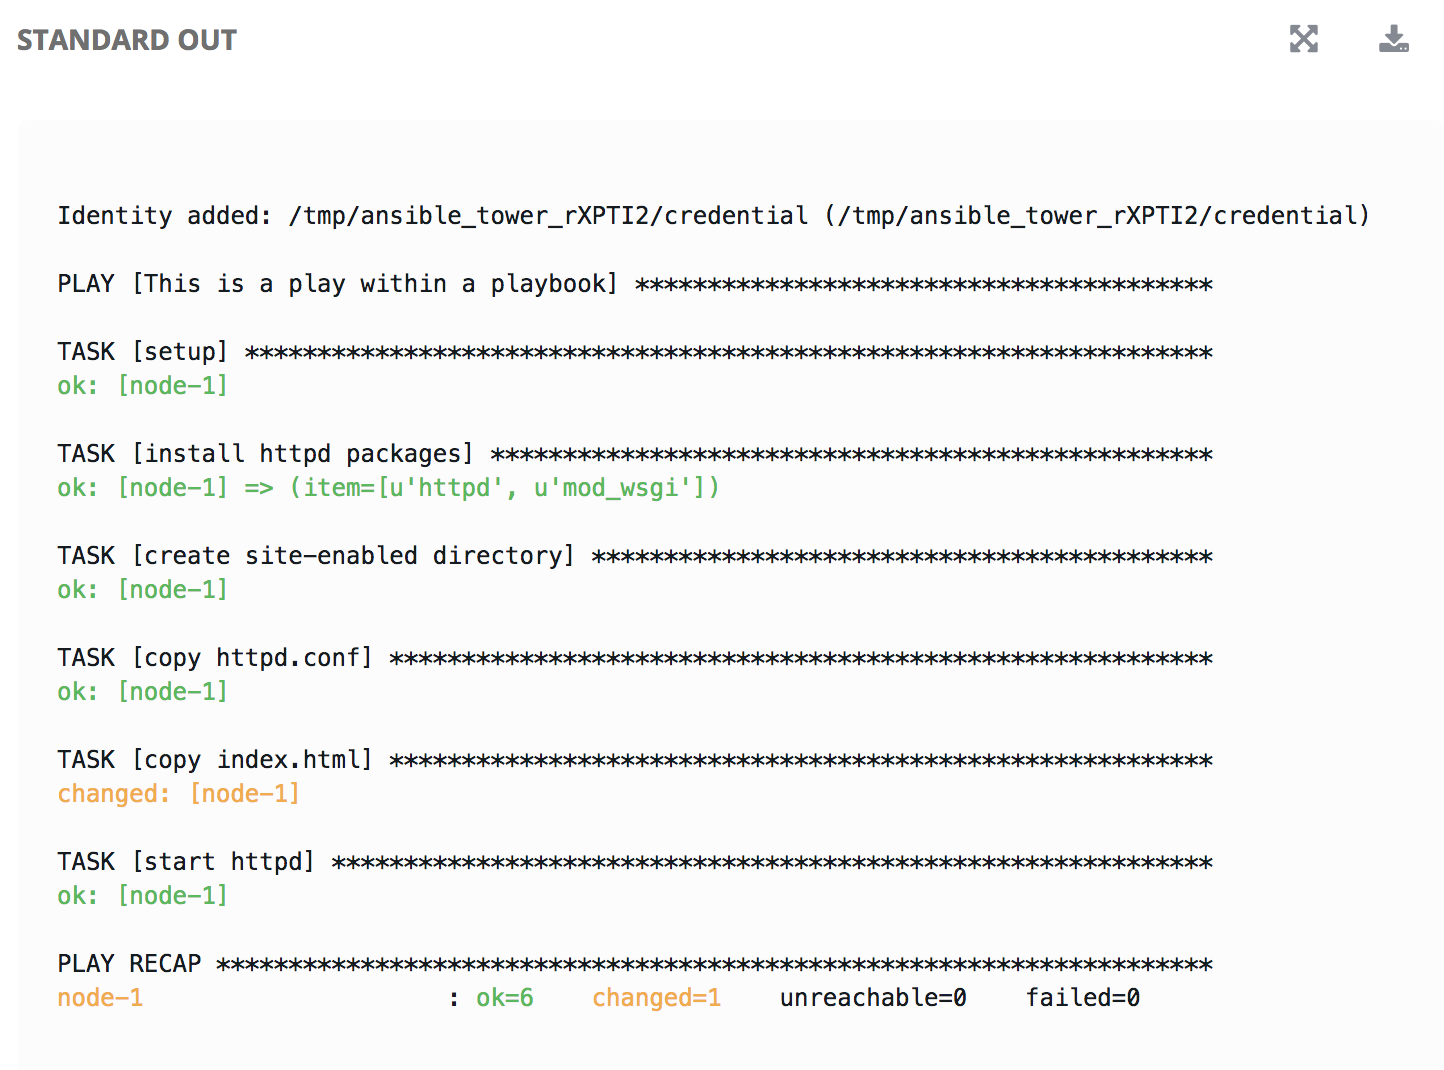 STANDARD OUT
Identity added: /tmp/ansible_tower_rXPTI2/credential (/tmp/ansible_tower_rXPTI2/credential)
PLAY [This is a play within a playbook] ****************************************
TASK [setup] *******************************************************************
ok: [node-1]
TASK [install httpd packages] **************************************************
ok: [node-1] => (item=[u'httpd', u'mod_wsgi'])
TASK [create site-enabled directory] *******************************************
ok: [node-1]
TASK [copy httpd.conf] *********************************************************
ok: [node-1]
TASK [copy index.html] *********************************************************
changed: [node-1]
TASK [start httpd] *************************************************************
ok: [node-1]
PLAY RECAP *********************************************************************
node-1                     : ok=6    changed=1    unreachable=0    failed=0